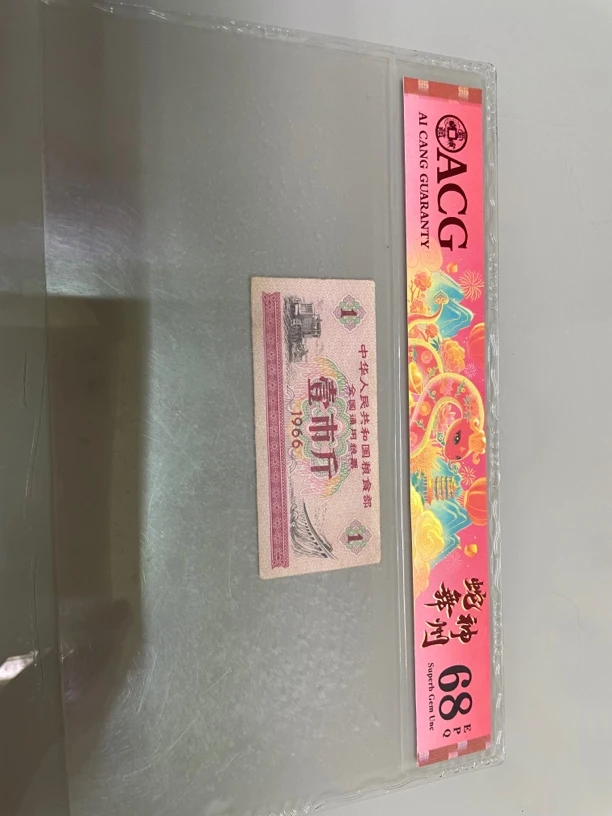 ACG
AI CANG GUARANTY
蛇舞神州
68
EPQ
Superb Gem Unc
中华人民共和国粮食部
全国通用粮票
1
壹市斤
1966
1